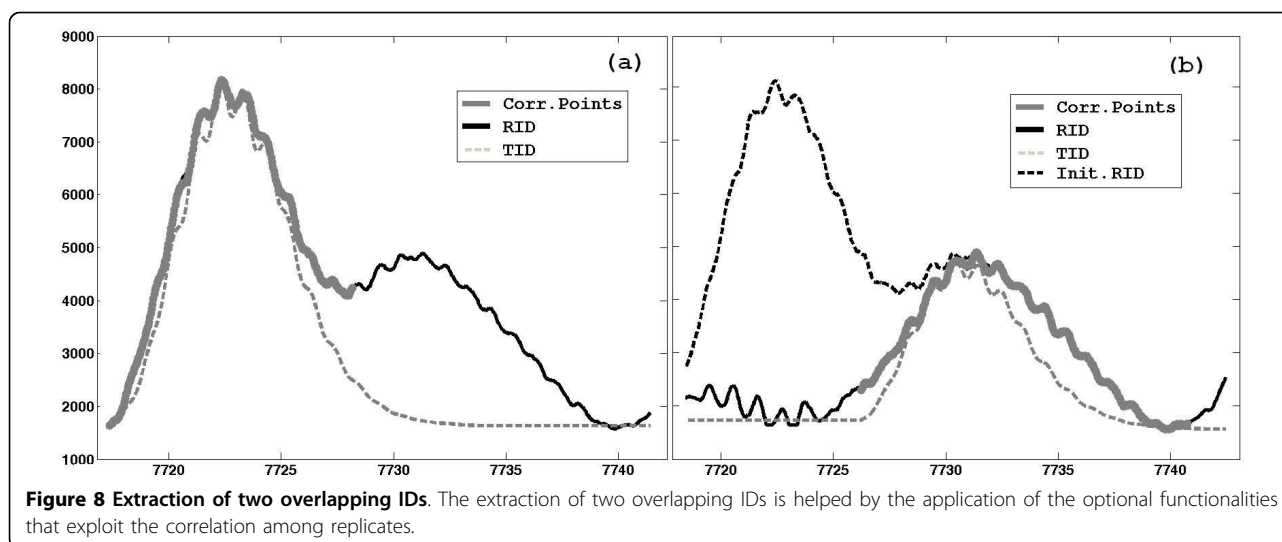 9000
8000
7000
6000
5000
4000
3000
2000
1000
(a)
Corr.Points
RID
TID
7720 7725 7730 7735 7740
(b)
Corr.Points
RID
TID
Init.RID
7720 7725 7730 7735 7740
Figure 8 Extraction of two overlapping IDs. The extraction of two overlapping IDs is helped by the application of the optional functionalities
that exploit the correlation among replicates.